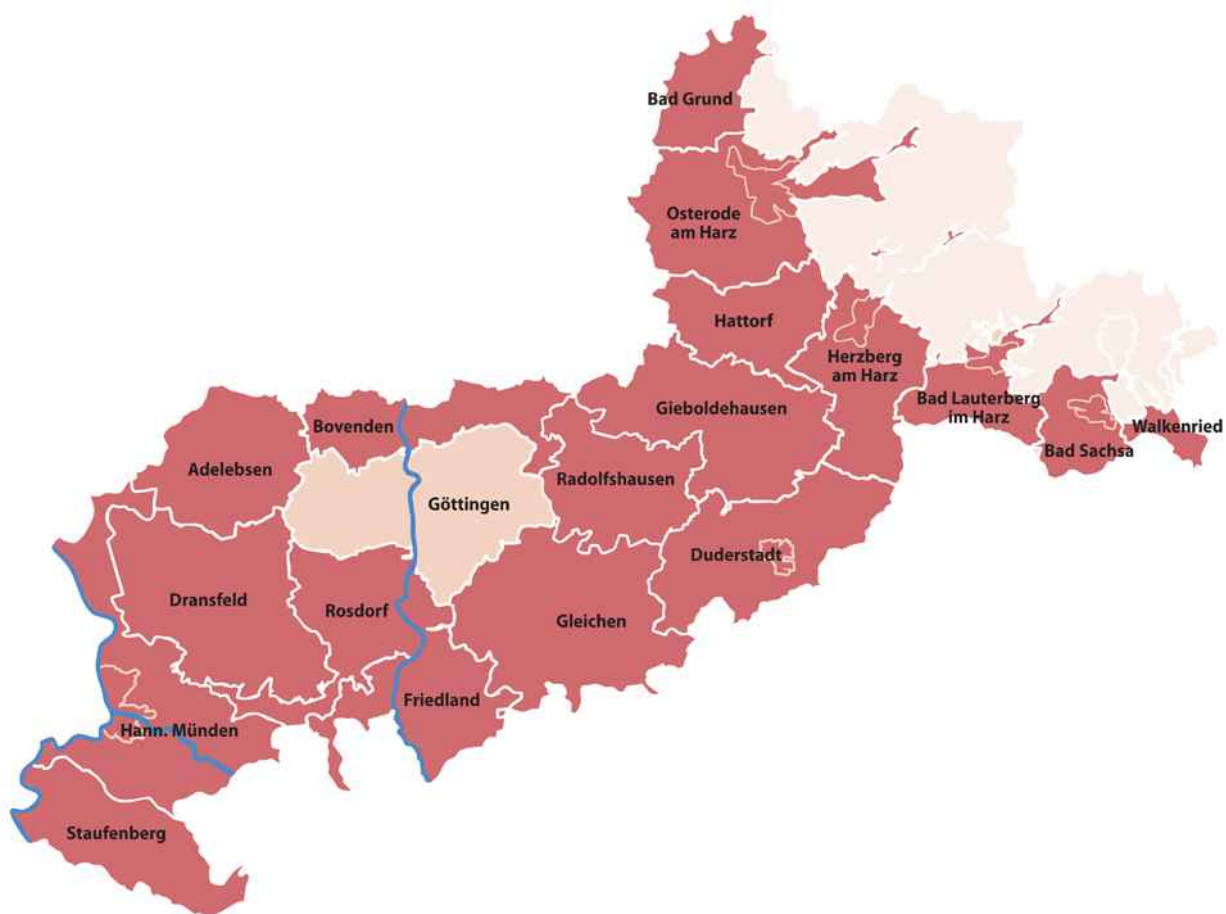 Bad Grund
Osterode
am Harz
Hattorf
Herzberg
am Harz
Gieboldehausen
Bad Lauterberg
im Harz
Walkenried
Bad Sachsa
Bovenden
Adelebsen
Göttingen
Radolfshausen
Duderstadt
Dransfeld
Rosdorf
Gleichen
Friedland
Hann. Münden
Staufenberg